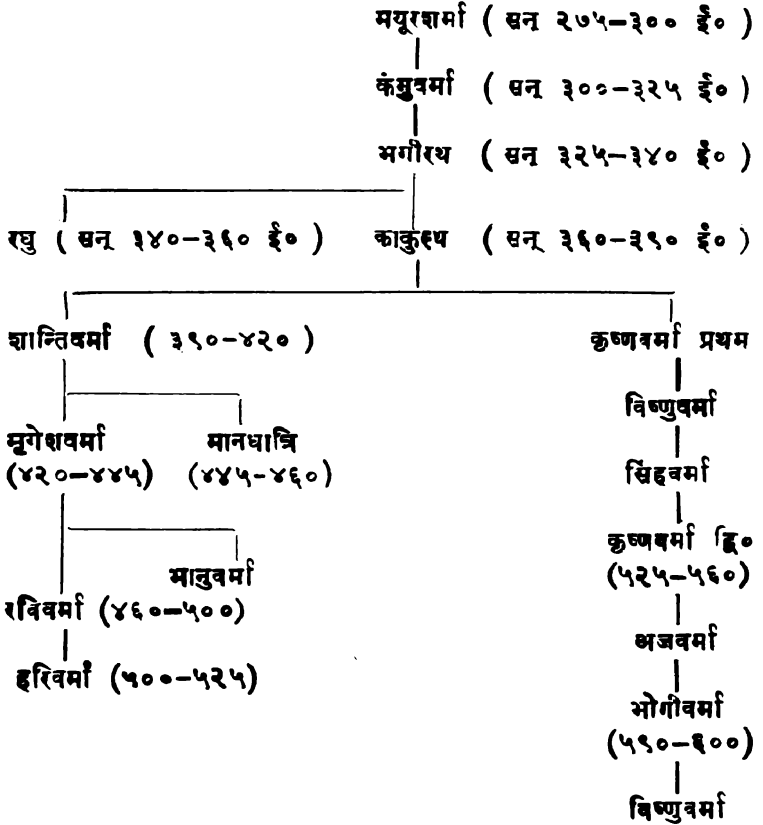 मयूरशर्मा ( सन् २७५–३०० ई० )
कंगुवर्मा ( सन् ३००–३२५ ई० )
भगीरथ ( सन् ३२५–३४० ई० )
रघु ( सन् ३४०–३६० ई० ) काकुस्थ ( सन् ३६०–३९० ई० )
शान्तिवर्मा ( ३९०–४२० ) कृष्णवर्मा प्रथम
विष्णुवर्मा
मृगेशवर्मा मानधात्रि
(४२०–४४५) (४४५-४६०) सिंहवर्मा
कृष्णवर्मा द्वि०
भानुवर्मा (५२५–५६०)
रविवर्मा (४६०–५००)
अजवर्मा
हरिवर्मा (५००–५२५)
भोगीवर्मा
(५९०–६००)
विष्णुवर्मा